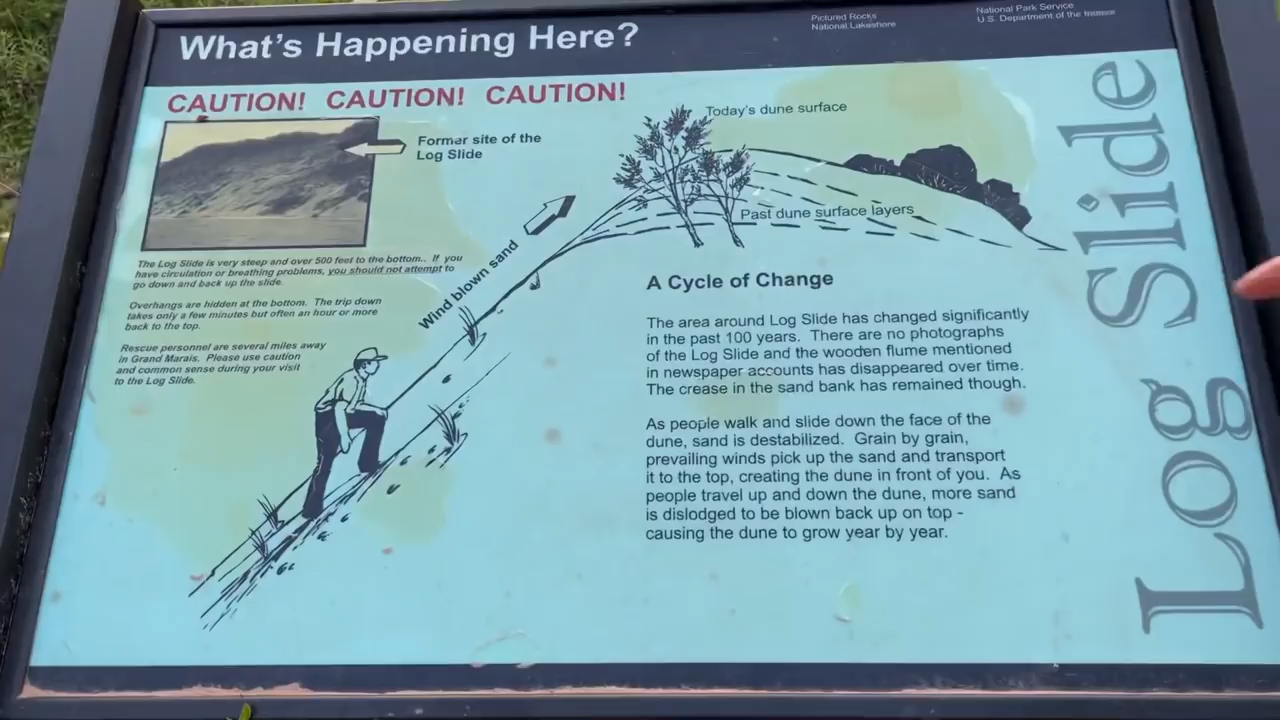 What's Happening Here?
Pictured Rocks
National Lakeshore
National Park Service
U.S. Department of the Interior
CAUTION! CAUTION! CAUTION!
Former site of the
Log Slide
The Log Slide is very steep and over 500 feet to the bottom.. If you
have circulation or breathing problems, you should not attempt to
go down and back up the slide.
Overhangs are hidden at the bottom. The trip down
takes only a few minutes but often an hour or more
back to the top.
Rescue personnel are several miles away
in Grand Marais. Please use caution
and common sense during your visit
to the Log Slide.
Wind blown sand
Today's dune surface
Past dune surface layers
A Cycle of Change
The area around Log Slide has changed significantly
in the past 100 years. There are no photographs
of the Log Slide and the wooden flume mentioned
in newspaper accounts has disappeared over time.
The crease in the sand bank has remained though.
As people walk and slide down the face of the
dune, sand is destabilized. Grain by grain,
prevailing winds pick up the sand and transport
it to the top, creating the dune in front of you. As
people travel up and down the dune, more sand
is dislodged to be blown back up on top -
causing the dune to grow year by year.
Log Slide